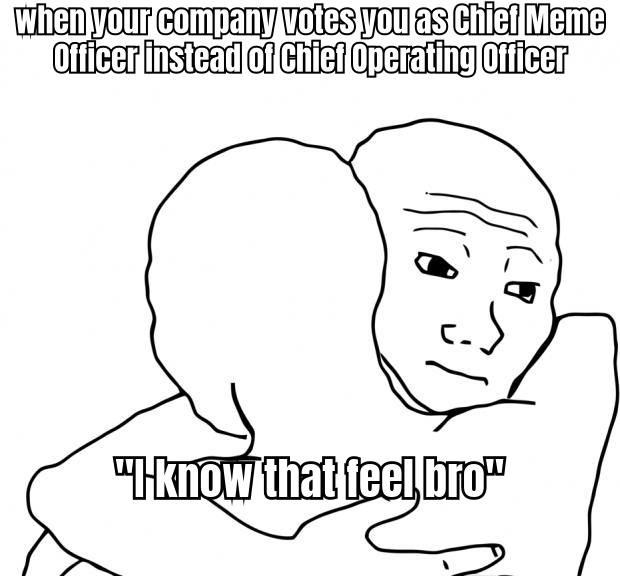 when your company votes you as Chief Meme
Officer instead of Chief Operating Officer
"I know that feel bro"